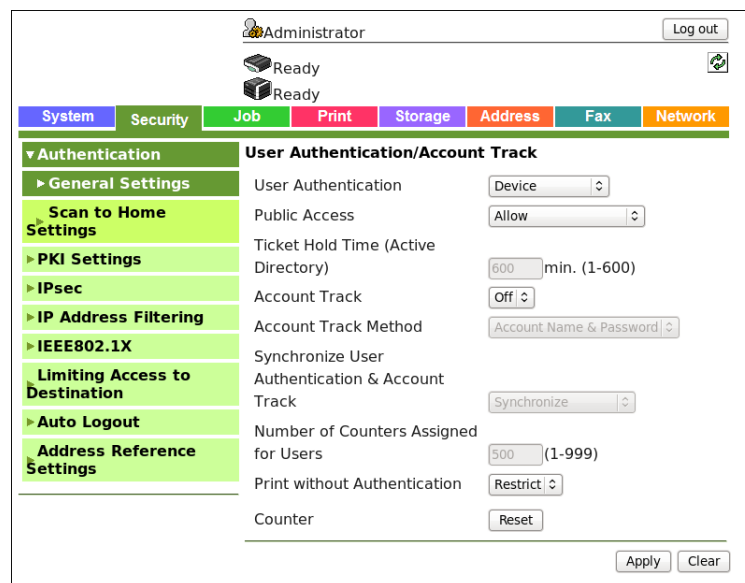 Administrator
Log out
Ready
Ready
System Security Job Print Storage Address Fax Network
Authentication
General Settings
Scan to Home
Settings
PKI Settings
IPsec
IP Address Filtering
IEEE802.1X
Limiting Access to
Destination
Auto Logout
Address Reference
Settings
User Authentication/Account Track
User Authentication Device
Public Access Allow
Ticket Hold Time (Active
Directory) 600 min. (1-600)
Account Track Off
Account Track Method Account Name & Password
Synchronize User
Authentication & Account
Track Synchronize
Number of Counters Assigned
for Users 500 (1-999)
Print without Authentication Restrict
Counter Reset
Apply Clear